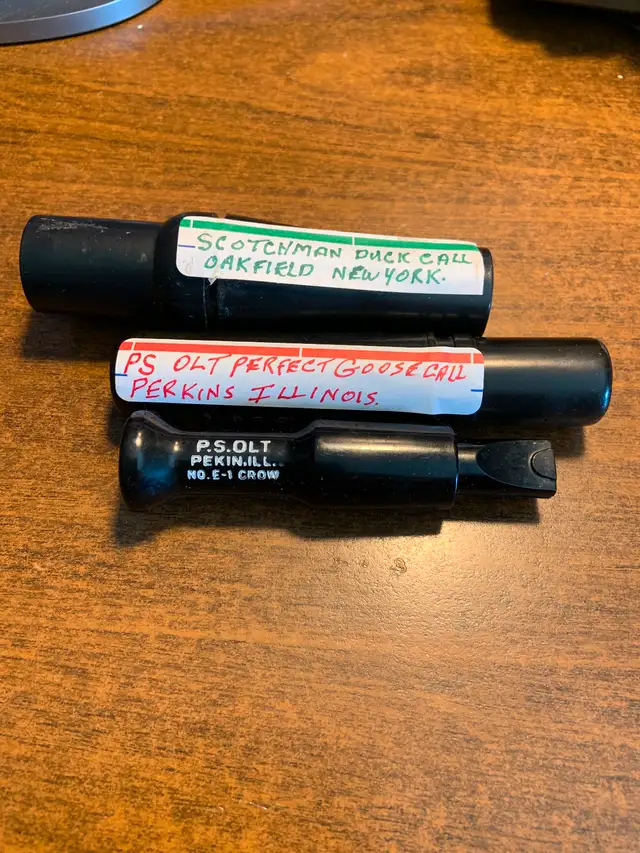 SCOTCHMAN DUCK CALL
OAKFIELD NEW YORK.
PS OLT PERFECT GOOSE CALL
PERKINS ILLINOIS.
P.S.OLT
PEKIN.ILL.
NO. E-1 CROW